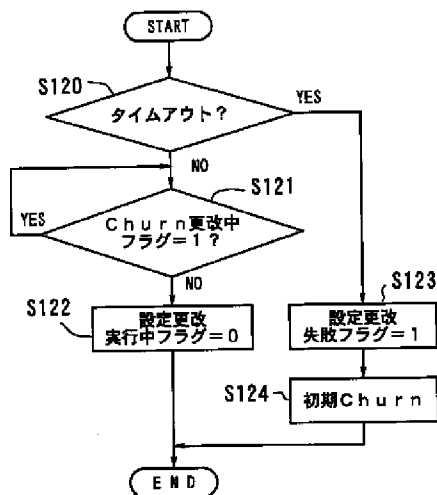 START
S120
タイムアウト?
YES
NO
S121
YES
Churn更改中
フラグ=1?
NO
S122
設定更改
実行中フラグ=0
S123
設定更改
失敗フラグ=1
S124
初期Churn
END